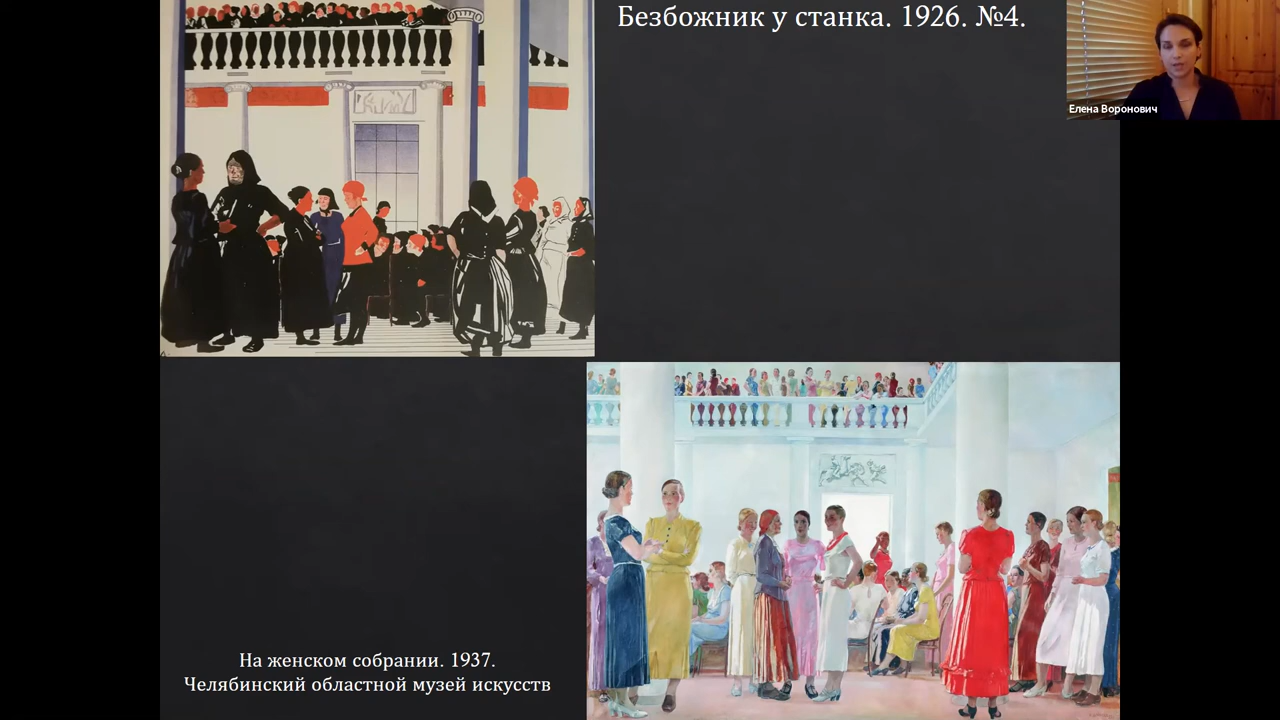 Безбожник у станка. 1926. №4.
Елена Воронович
На женском собрании. 1937.
Челябинский областной музей искусств